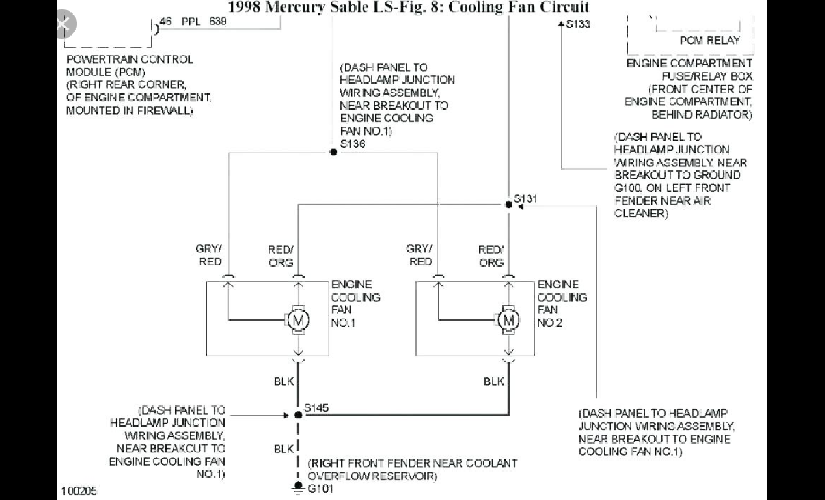 1998 Mercury Sable LS-Fig. 8: Cooling Fan Circuit
46 PPL 639
POWERTRAIN CONTROL
MODULE (PCM)
(RIGHT REAR CORNER,
OF ENGINE COMPARTMENT,
MOUNTED IN FIREWALL)
(DASH PANEL TO
HEADLAMP JUNCTION
WIRING ASSEMBLY,
NEAR BREAKOUT TO
ENGINE COOLING
FAN NO.1)
S136
S133
PCM RELAY
ENGINE COMPARTMENT
FUSE/RELAY BOX
(FRONT CENTER OF
ENGINE COMPARTMENT,
BEHIND RADIATOR)
(DASH PANEL TO
HEADLAMP JUNCTION
WIRING ASSEMBLY, NEAR
BREAKOUT TO GROUND
G100, ON LEFT FRONT
FENDER NEAR AIR
CLEANER)
S131
GRY/
RED
RED/
ORG
GRY/
RED
RED/
ORG
ENGINE
COOLING
FAN
NO.1
M
ENGINE
COOLING
FAN
NO.2
M
BLK
BLK
S145
(DASH PANEL TO
HEADLAMP JUNCTION
WIRING ASSEMBLY,
NEAR BREAKOUT TO
ENGINE COOLING FAN
NO.1)
BLK
(RIGHT FRONT FENDER NEAR COOLANT
OVERFLOW RESERVOIR)
G101
(DASH PANEL TO HEADLAMP
JUNCTION WIRING ASSEMBLY,
NEAR BREAKOUT TO ENGINE
COOLING FAN NO.1)
100205